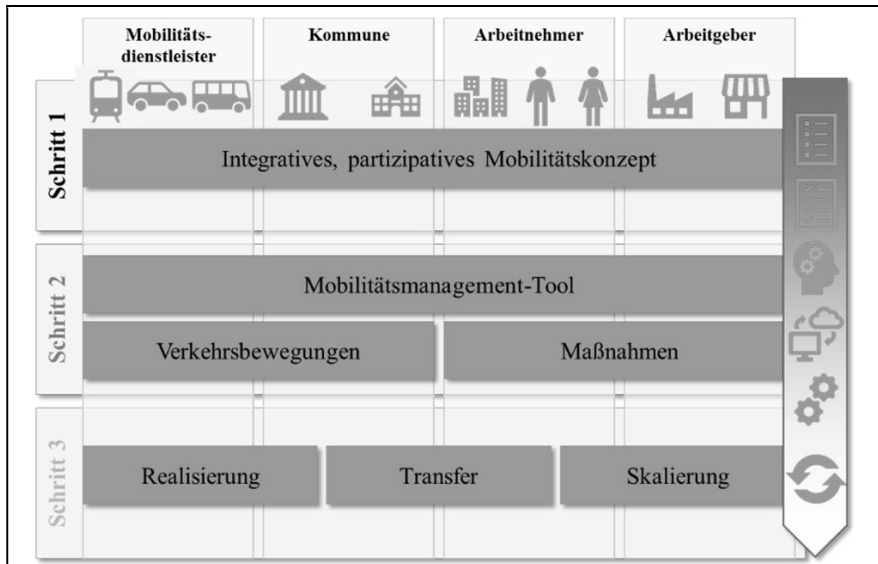 Mobilitäts-
dienstleister
Kommune
Arbeitnehmer
Arbeitgeber
Schritt 1
Integratives, partizipatives Mobilitätskonzept
Schritt 2
Mobilitätsmanagement-Tool
Verkehrsbewegungen
Maßnahmen
Schritt 3
Realisierung
Transfer
Skalierung